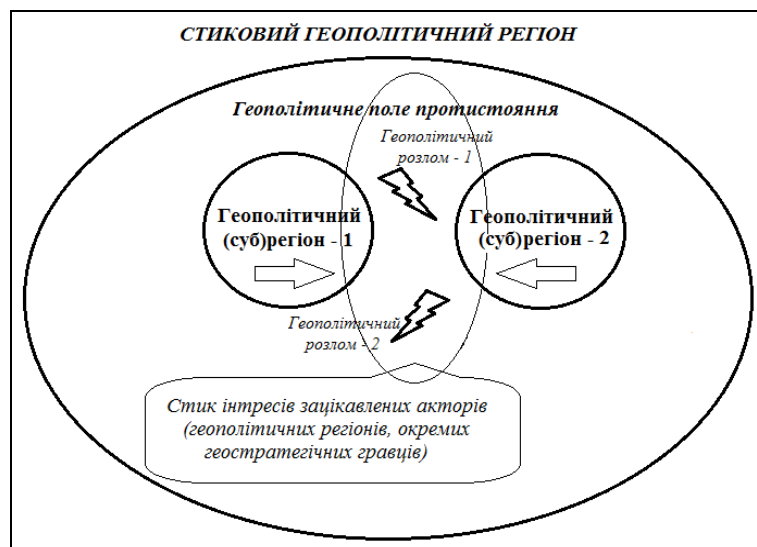 СТИКОВИЙ ГЕОПОЛІТИЧНИЙ РЕГІОН
Геополітичне поле протистояння
Геополітичний
розлом - 1
Геополітичний
(суб)регіон - 1
Геополітичний
(суб)регіон - 2
Геополітичний
розлом - 2
Стик інтресів зацікавлених акторів
(геополітичних регіонів, окремих
геостратегічних гравців)